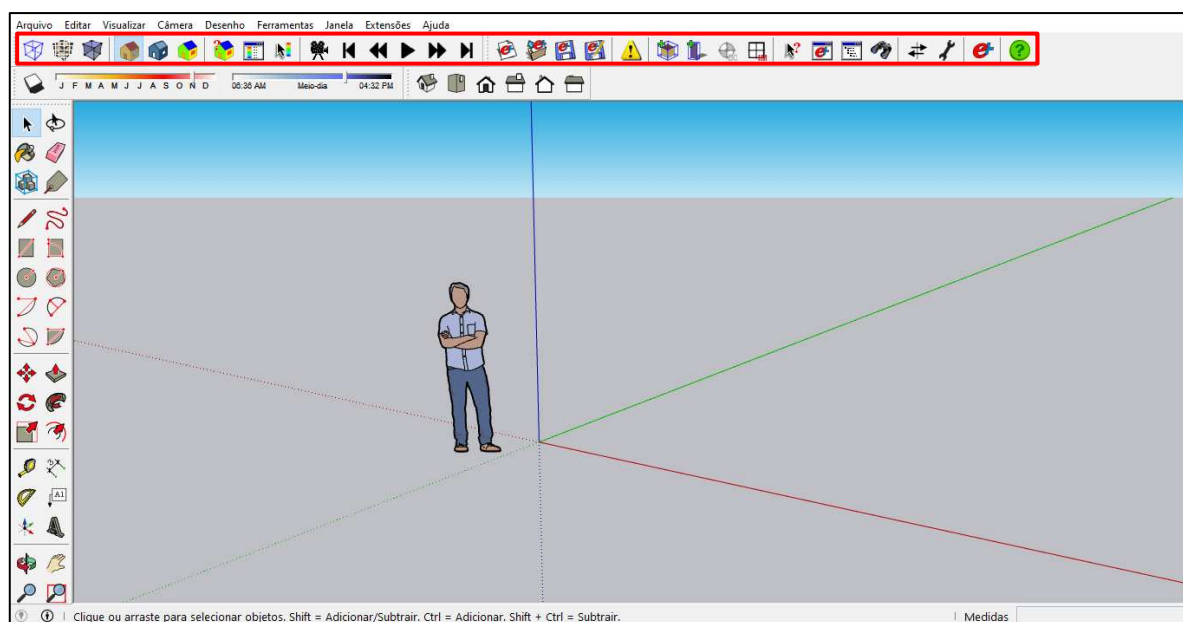 Arquivo Editar Visualizar Câmera Desenho Ferramentas Janela Extensões Ajuda
J F M A M J J A S O N D 06:36 AM Meio-dia 04:32 PM
A1
Clique ou arraste para selecionar objetos. Shift = Adicionar/Subtrair. Ctrl = Adicionar. Shift + Ctrl = Subtrair. Medidas